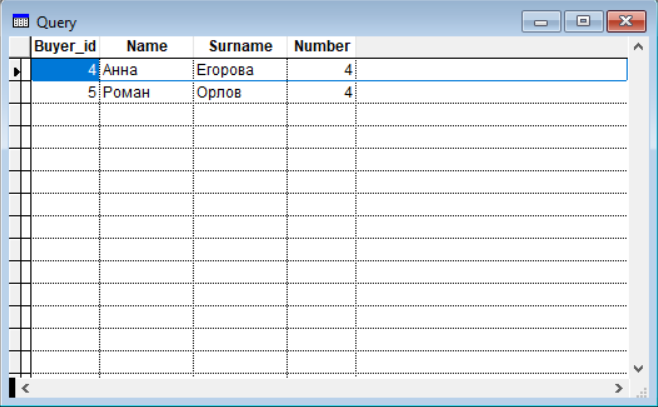 Query
Buyer_id Name Surname Number
4 Анна Егорова 4
5 Роман Орлов 4